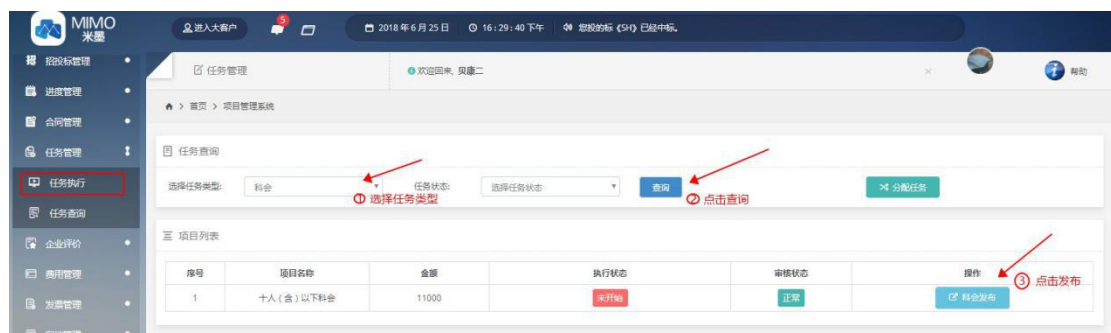 MIMO
米墨
进入大客户
5
2018年6月25日
16:29:40下午
您投的标《SH》已经中标。
招 招投标管理
进度管理
合同管理
任务管理
任务执行
任务查询
企业评价
费用管理
发票管理
任务管理
欢迎回来, 贝康二
×
帮助
> 首页 > 项目管理系统
任务查询
选择任务类型:
科会
任务状态:
选择任务状态
查询
分配任务
① 选择任务类型
② 点击查询
项目列表
序号 项目名称 金额 执行状态 审核状态 操作
1 十人(含)以下科会 11000 未开始 正常 科会发布
③ 点击发布